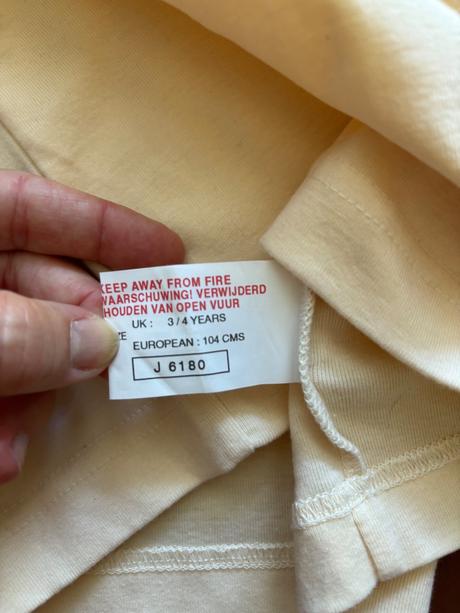 KEEP AWAY FROM FIRE
WAARSCHUWING! VERWIJDERD
HOUDEN VAN OPEN VUUR
UK : 3 / 4 YEARS
EUROPEAN : 104 CMS
J 6180